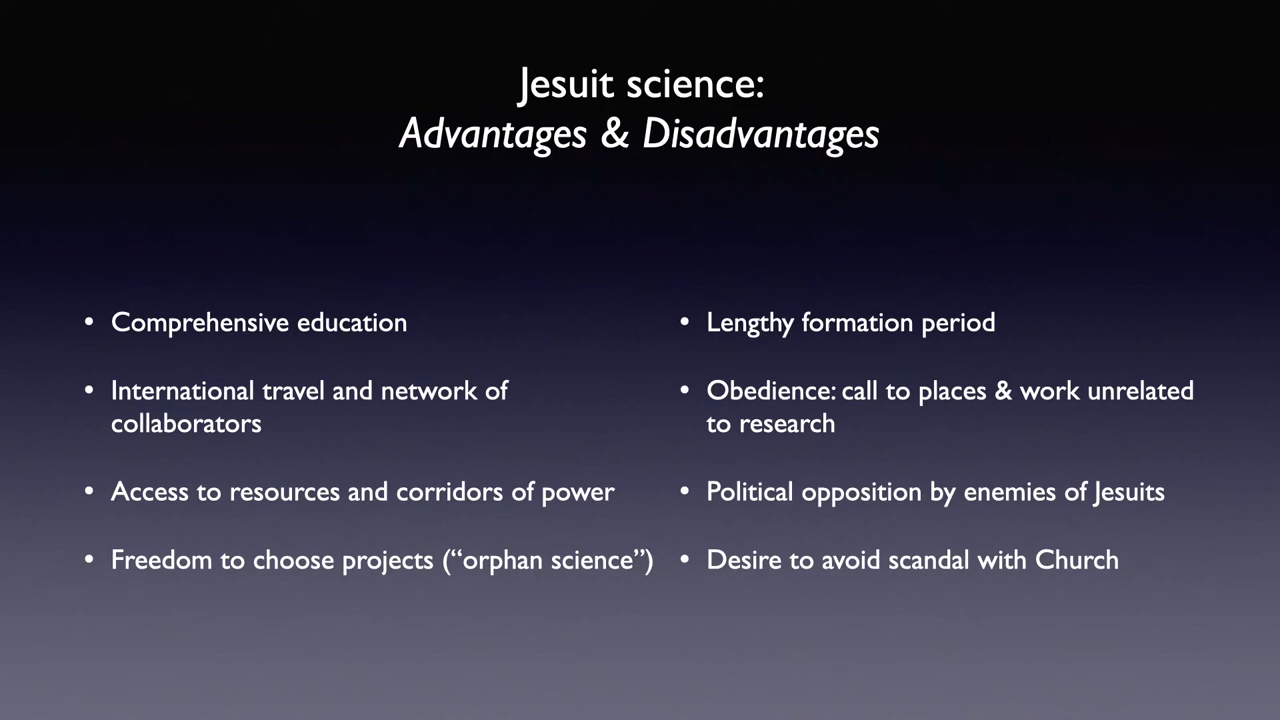 Jesuit science:
Advantages & Disadvantages
• Comprehensive education
• International travel and network of
collaborators
• Access to resources and corridors of power
• Freedom to choose projects (“orphan science”)
• Lengthy formation period
• Obedience: call to places & work unrelated
to research
• Political opposition by enemies of Jesuits
• Desire to avoid scandal with Church